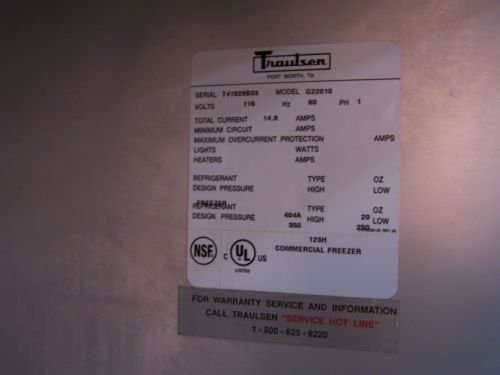 Traulsen
FORT WORTH, TX.
SERIAL T41829B03 MODEL G22010
VOLTS 115 Hz 60 PH 1
TOTAL CURRENT 14.9 AMPS
MINIMUM CIRCUIT AMPS
MAXIMUM OVERCURRENT PROTECTION AMPS
LIGHTS WATTS
HEATERS AMPS
REFRIGERANT TYPE OZ
DESIGN PRESSURE HIGH LOW
FREEZER
REFRIGERANT 404A TYPE 20 OZ
DESIGN PRESSURE 350 HIGH 250 LOW
123H
COMMERCIAL FREEZER
NSF C UL US
LISTED
FOR WARRANTY SERVICE AND INFORMATION
CALL TRAULSEN "SERVICE HOT LINE"
1-800-825-8220